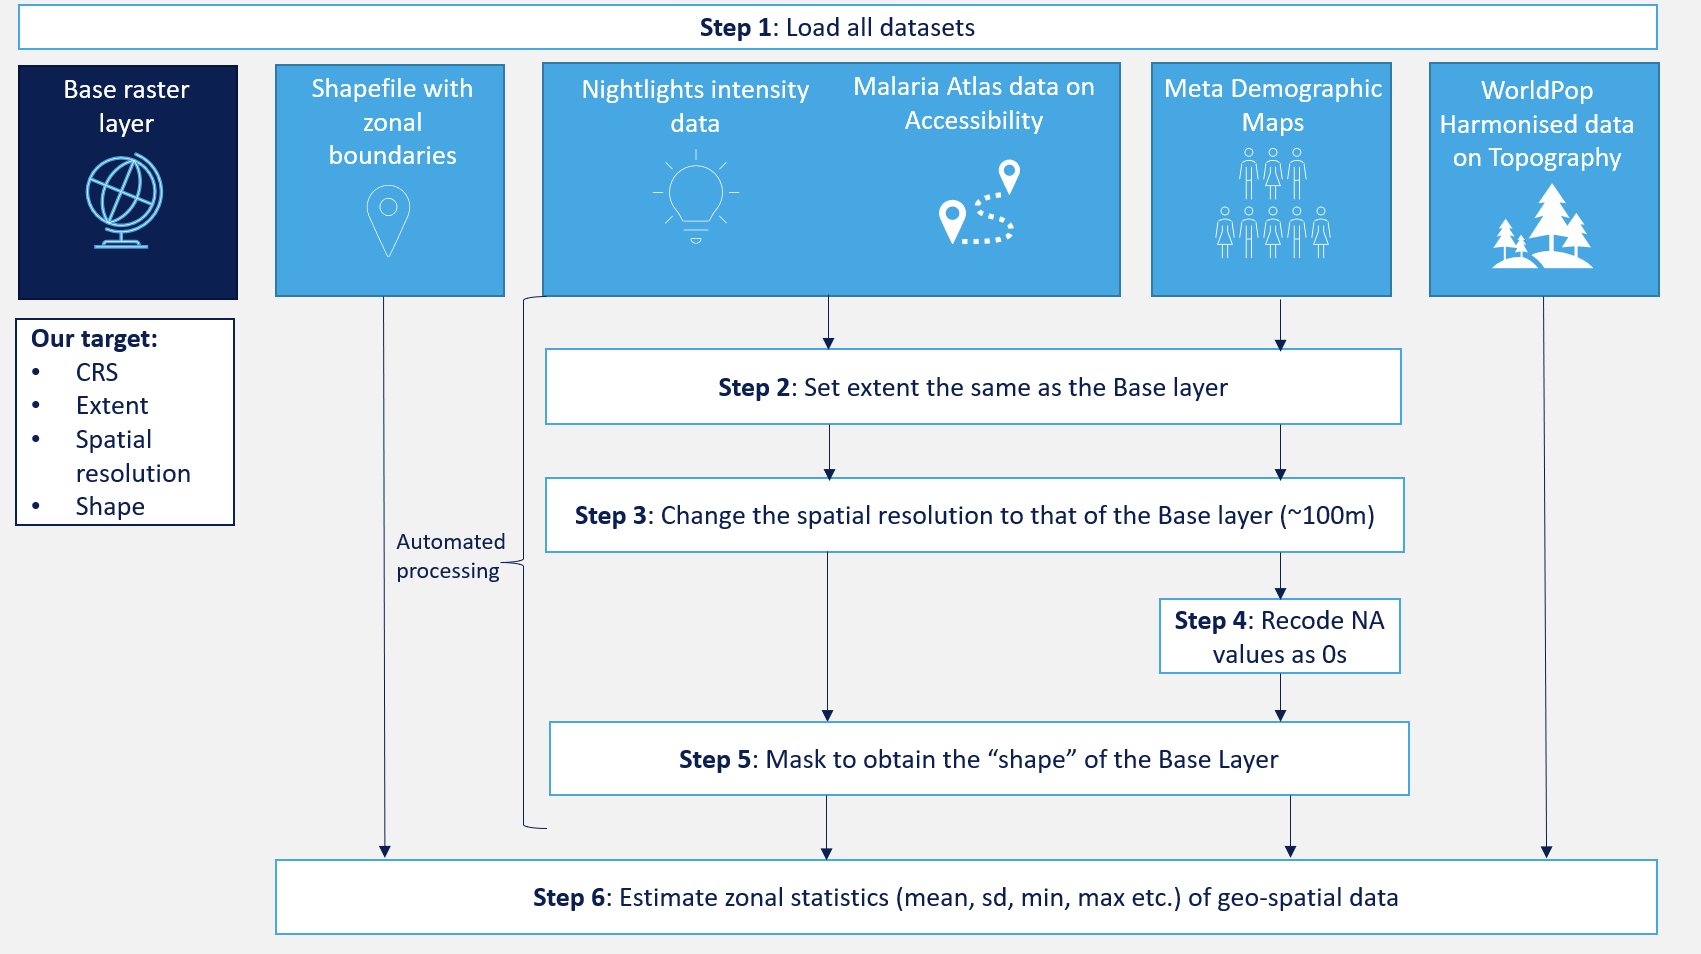 Step 1: Load all datasets
Base raster
layer
Shapefile with
zonal
boundaries
Nightlights intensity
data
Malaria Atlas data on
Accessibility
Meta Demographic
Maps
WorldPop
Harmonised data
on Topography
Our target:
• CRS
• Extent
• Spatial
resolution
• Shape
Step 2: Set extent the same as the Base layer
Step 3: Change the spatial resolution to that of the Base layer (~100m)
Automated
processing
Step 4: Recode NA
values as 0s
Step 5: Mask to obtain the “shape” of the Base Layer
Step 6: Estimate zonal statistics (mean, sd, min, max etc.) of geo-spatial data